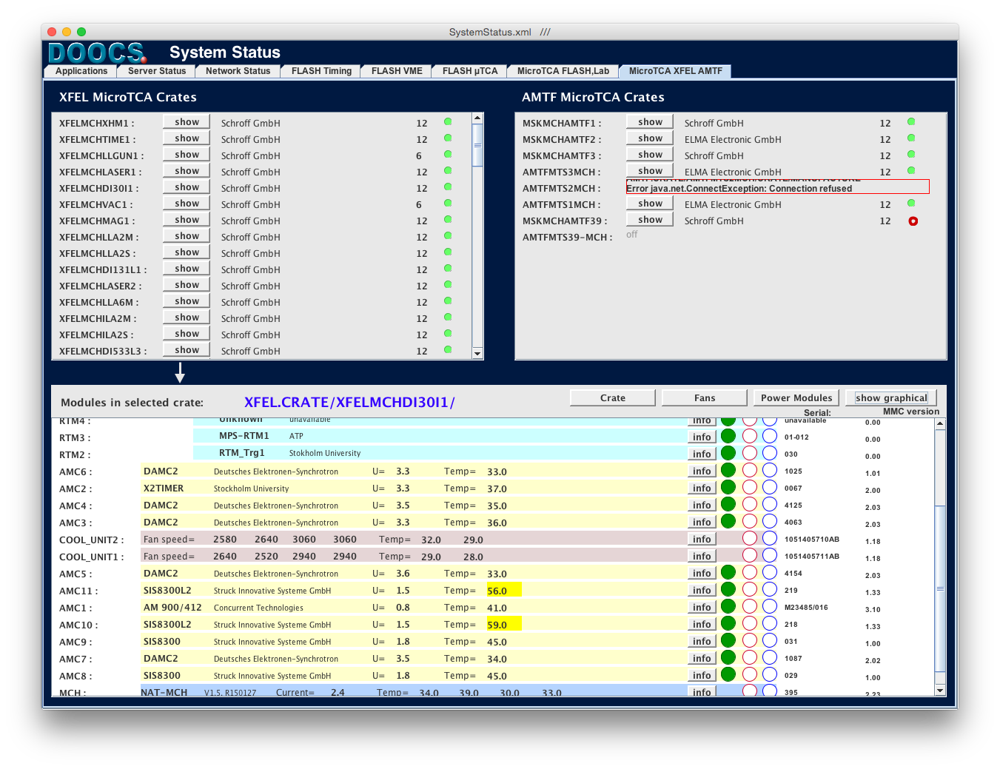 SystemStatus.xml ///
DOOCS. System Status
Applications Server Status Network Status FLASH Timing FLASH VME FLASH µTCA MicroTCA FLASH,Lab MicroTCA XFEL AMTF
XFEL MicroTCA Crates
XFELMCHXHM1 : show Schroff GmbH 12
XFELMCHTIME1 : show Schroff GmbH 12
XFELMCHLLGUN1 : show Schroff GmbH 6
XFELMCHLASER1 : show Schroff GmbH 12
XFELMCHDI30I1 : show Schroff GmbH 12
XFELMCHVAC1 : show Schroff GmbH 6
XFELMCHMAG1 : show Schroff GmbH 12
XFELMCHLLA2M : show Schroff GmbH 12
XFELMCHLLA2S : show Schroff GmbH 12
XFELMCHDI131L1 : show Schroff GmbH 12
XFELMCHLASER2 : show Schroff GmbH 12
XFELMCHLLA6M : show Schroff GmbH 12
XFELMCHILA2M : show Schroff GmbH 12
XFELMCHILA2S : show Schroff GmbH 12
XFELMCHDI533L3 : show Schroff GmbH 12
AMTF MicroTCA Crates
MSKMCHAMTF1 : show Schroff GmbH 12
MSKMCHAMTF2 : show ELMA Electronic GmbH 12
MSKMCHAMTF3 : show Schroff GmbH 12
AMTFMTS3MCH : show ELMA Electronic GmbH 12
AMTFMTS2MCH : Error java.net.ConnectException: Connection refused
AMTFMTS1MCH : show ELMA Electronic GmbH 12
MSKMCHAMTF39 : show Schroff GmbH 12
AMTFMTS39-MCH : off
Modules in selected crate: XFEL.CRATE/XFELMCHDI30I1/ Crate Fans Power Modules show graphical
Serial: MMC version
RTM4 : Unknown unavailable info unavailable 0.00
RTM3 : MPS-RTM1 ATP info 01-012 0.00
RTM2 : RTM_Trg1 Stokholm University info 030 0.00
AMC6 : DAMC2 Deutsches Elektronen-Synchrotron U= 3.3 Temp= 33.0 info 1025 1.01
AMC2 : X2TIMER Stockholm University U= 3.3 Temp= 37.0 info 0067 2.00
AMC4 : DAMC2 Deutsches Elektronen-Synchrotron U= 3.5 Temp= 35.0 info 4125 2.03
AMC3 : DAMC2 Deutsches Elektronen-Synchrotron U= 3.3 Temp= 36.0 info 4063 2.03
COOL_UNIT2 : Fan speed= 2580 2640 3060 3060 Temp= 32.0 29.0 info 1051405710AB 1.18
COOL_UNIT1 : Fan speed= 2640 2520 2940 2940 Temp= 29.0 28.0 info 1051405711AB 1.18
AMC5 : DAMC2 Deutsches Elektronen-Synchrotron U= 3.6 Temp= 33.0 info 4154 2.03
AMC11 : SIS8300L2 Struck Innovative Systeme GmbH U= 1.5 Temp= 56.0 info 219 1.33
AMC1 : AM 900/412 Concurrent Technologies U= 0.8 Temp= 41.0 info M23485/016 3.10
AMC10 : SIS8300L2 Struck Innovative Systeme GmbH U= 1.5 Temp= 59.0 info 218 1.33
AMC9 : SIS8300 Struck Innovative Systeme GmbH U= 1.8 Temp= 45.0 info 031 1.00
AMC7 : DAMC2 Deutsches Elektronen-Synchrotron U= 3.5 Temp= 34.0 info 1087 2.02
AMC8 : SIS8300 Struck Innovative Systeme GmbH U= 1.8 Temp= 45.0 info 029 1.00
MCH : NAT-MCH V1.5, R150127 Current= 2.4 Temp= 34.0 39.0 30.0 33.0 info 395 2.23